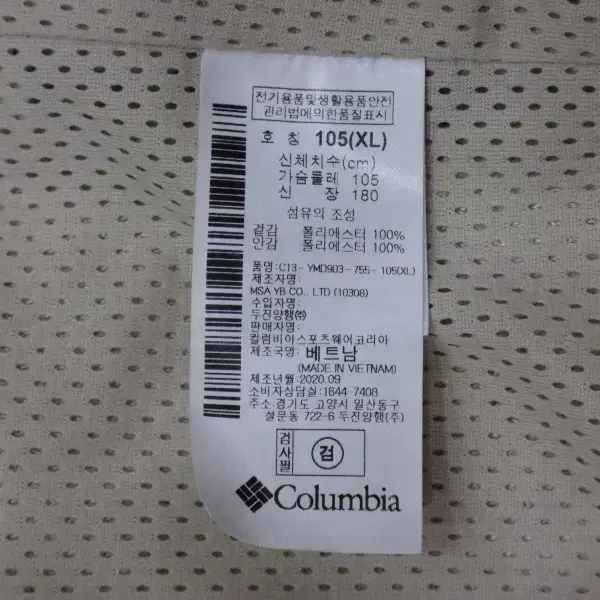 전기용품및생활용품안전
관리법에의한품질표시
호 칭 105(XL)
신체치수(cm)
가슴둘레 105
신 장 180
섬유의 조성
겉감 폴리에스터 100%
안감 폴리에스터 100%
품명:C13-YMD903-755-105(XL)
제조자명:
MSA YB CO., LTD (10308)
수입자명:
두진양행㈜
판매자명:
컬럼비아스포츠웨어코리아
제조국명: 베트남
(MADE IN VIETNAM)
제조년월:2020.09
소비자상담실:1644-7408
주소:경기도 고양시 일산동구
설문동 722-6 두진양행(주)
검사필 검
Columbia